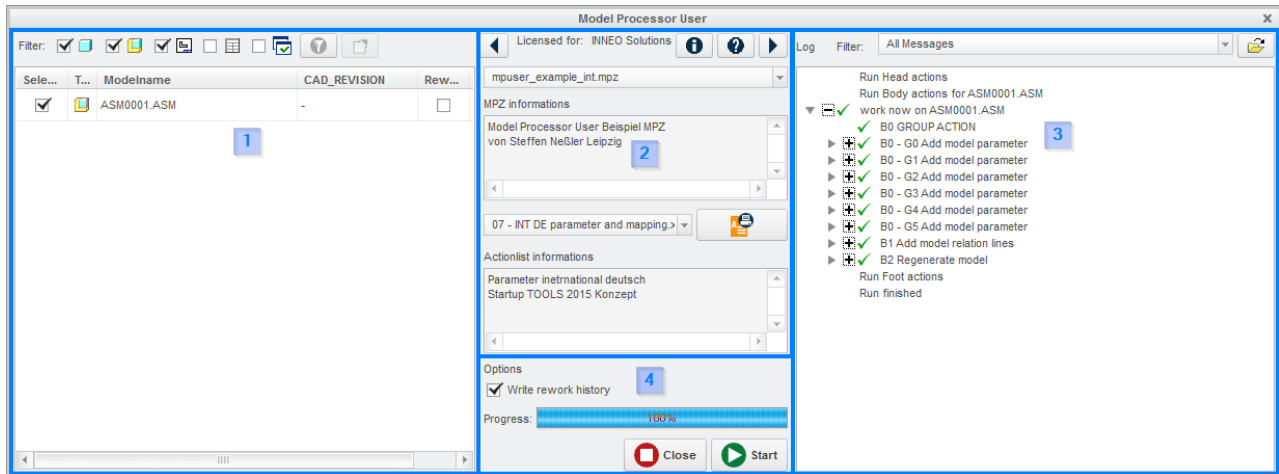 Model Processor User
X
Filter:
Sele... T... Modelname CAD_REVISION Rew...
ASM0001.ASM -
1
Licensed for: INNEO Solutions
mpuser_example_int.mpz
MPZ informations
Model Processor User Beispiel MPZ
von Steffen Neßler Leipzig
2
07 - INT DE parameter and mapping.x
Actionlist informations
Parameter inetrnational deutsch
Startup TOOLS 2015 Konzept
Options
4
Write rework history
Progress: 100%
Close Start
Log Filter: All Messages
Run Head actions
Run Body actions for ASM0001.ASM
work now on ASM0001.ASM
3
B0 GROUP ACTION
B0 - G0 Add model parameter
B0 - G1 Add model parameter
B0 - G2 Add model parameter
B0 - G3 Add model parameter
B0 - G4 Add model parameter
B0 - G5 Add model parameter
B1 Add model relation lines
B2 Regenerate model
Run Foot actions
Run finished